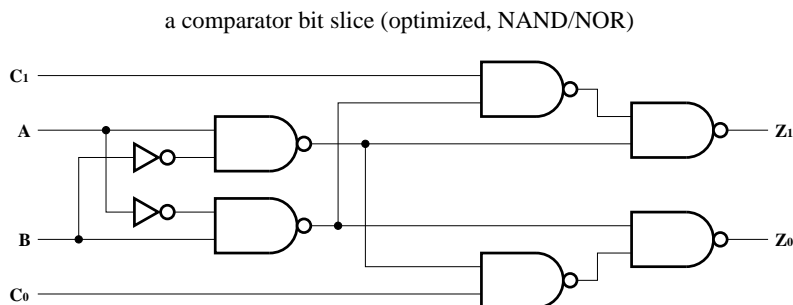 a comparator bit slice (optimized, NAND/NOR)
C1
A
Z1
B
Z0
C0